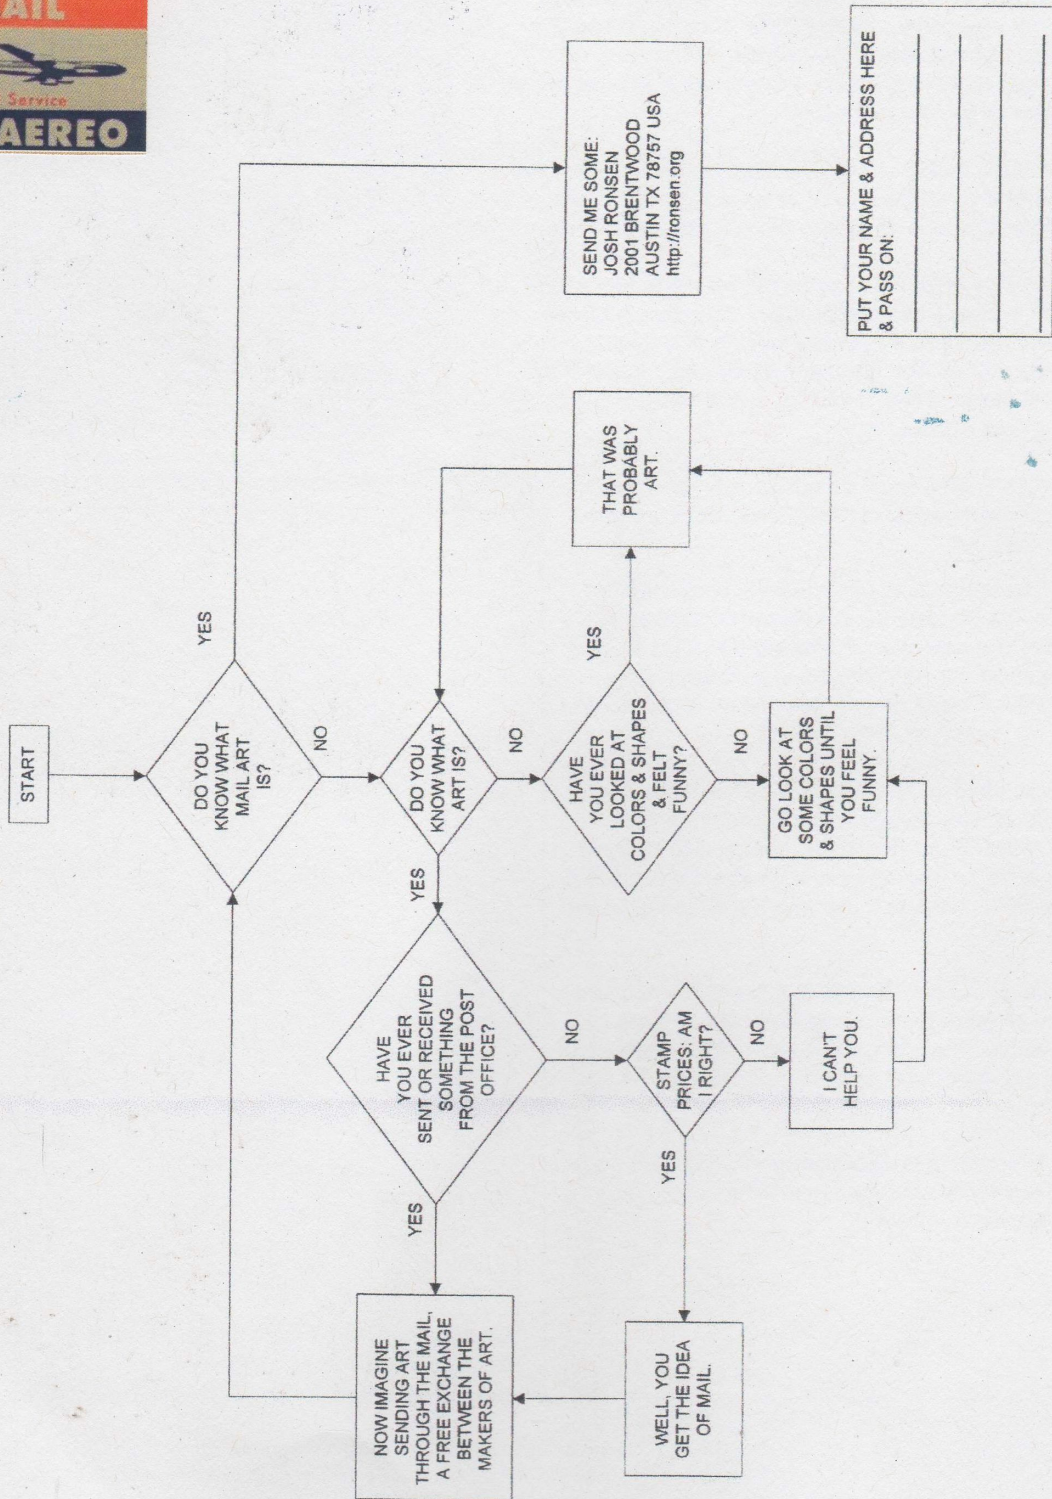 AIL
Service
AEREO
START
DO YOU
KNOW WHAT
MAIL ART
IS?
YES
NO
DO YOU
KNOW WHAT
ART IS?
YES
NO
HAVE
YOU EVER
LOOKED AT
COLORS & SHAPES
& FELT
FUNNY?
YES
NO
THAT WAS
PROBABLY
ART.
GO LOOK AT
SOME COLORS
& SHAPES UNTIL
YOU FEEL
FUNNY.
HAVE
YOU EVER
SENT OR RECEIVED
SOMETHING
FROM THE POST
OFFICE?
YES
NO
STAMP
PRICES: AM
I RIGHT?
YES
NO
I CAN'T
HELP YOU.
WELL, YOU
GET THE IDEA
OF MAIL.
NOW IMAGINE
SENDING ART
THROUGH THE MAIL,
A FREE EXCHANGE
BETWEEN THE
MAKERS OF ART.
SEND ME SOME:
JOSH RONSEN
2001 BRENTWOOD
AUSTIN TX 78757 USA
http://ronsen.org
PUT YOUR NAME & ADDRESS HERE
& PASS ON: